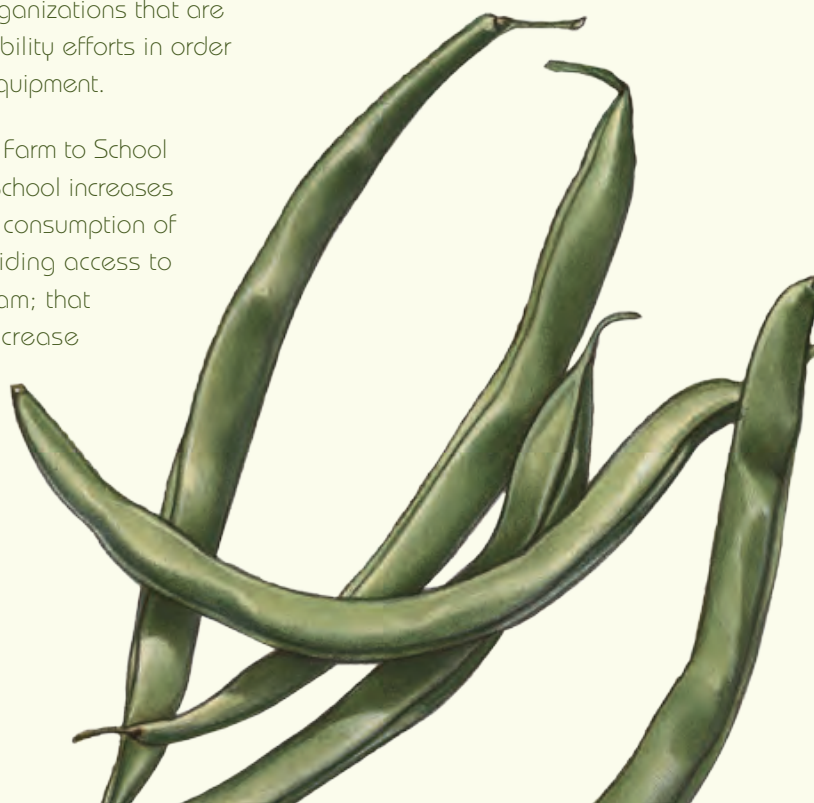 ganizations that are
bility efforts in order
quipment.
Farm to School
school increases
consumption of
iding access to
am; that
crease